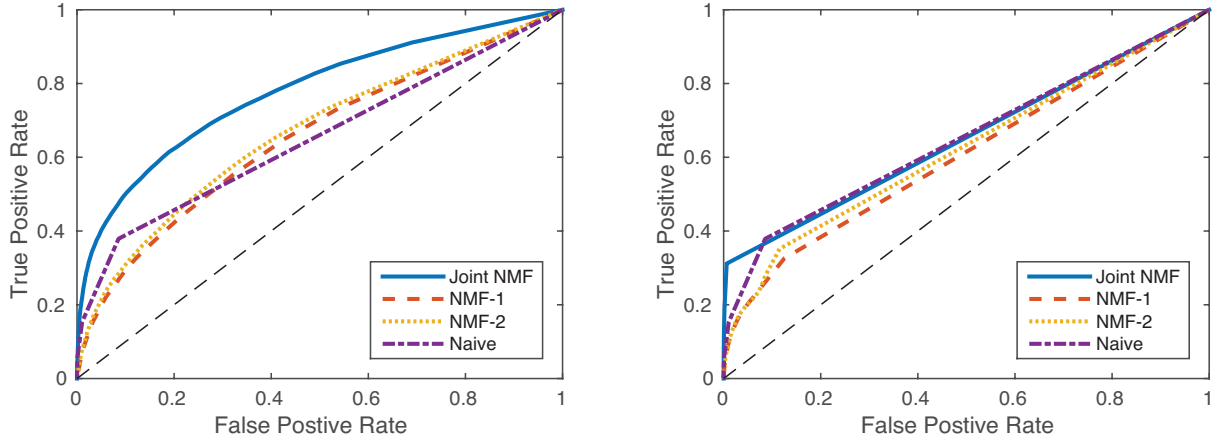 1
0.8
0.6
0.4
0.2
0
True Positive Rate
0 0.2 0.4 0.6 0.8 1
False Postive Rate
Joint NMF
NMF-1
NMF-2
Naive
1
0.8
0.6
0.4
0.2
0
True Positive Rate
0 0.2 0.4 0.6 0.8 1
False Postive Rate
Joint NMF
NMF-1
NMF-2
Naive